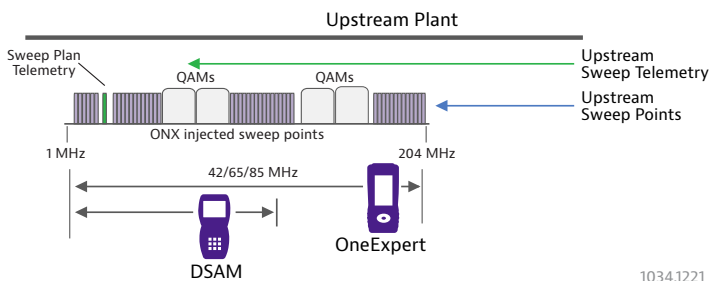 Upstream Plant
Sweep Plan
Telemetry
QAMs
QAMs
Upstream
Sweep Telemetry
Upstream
Sweep Points
ONX injected sweep points
1 MHz
204 MHz
42/65/85 MHz
OneExpert
DSAM
1034.1221